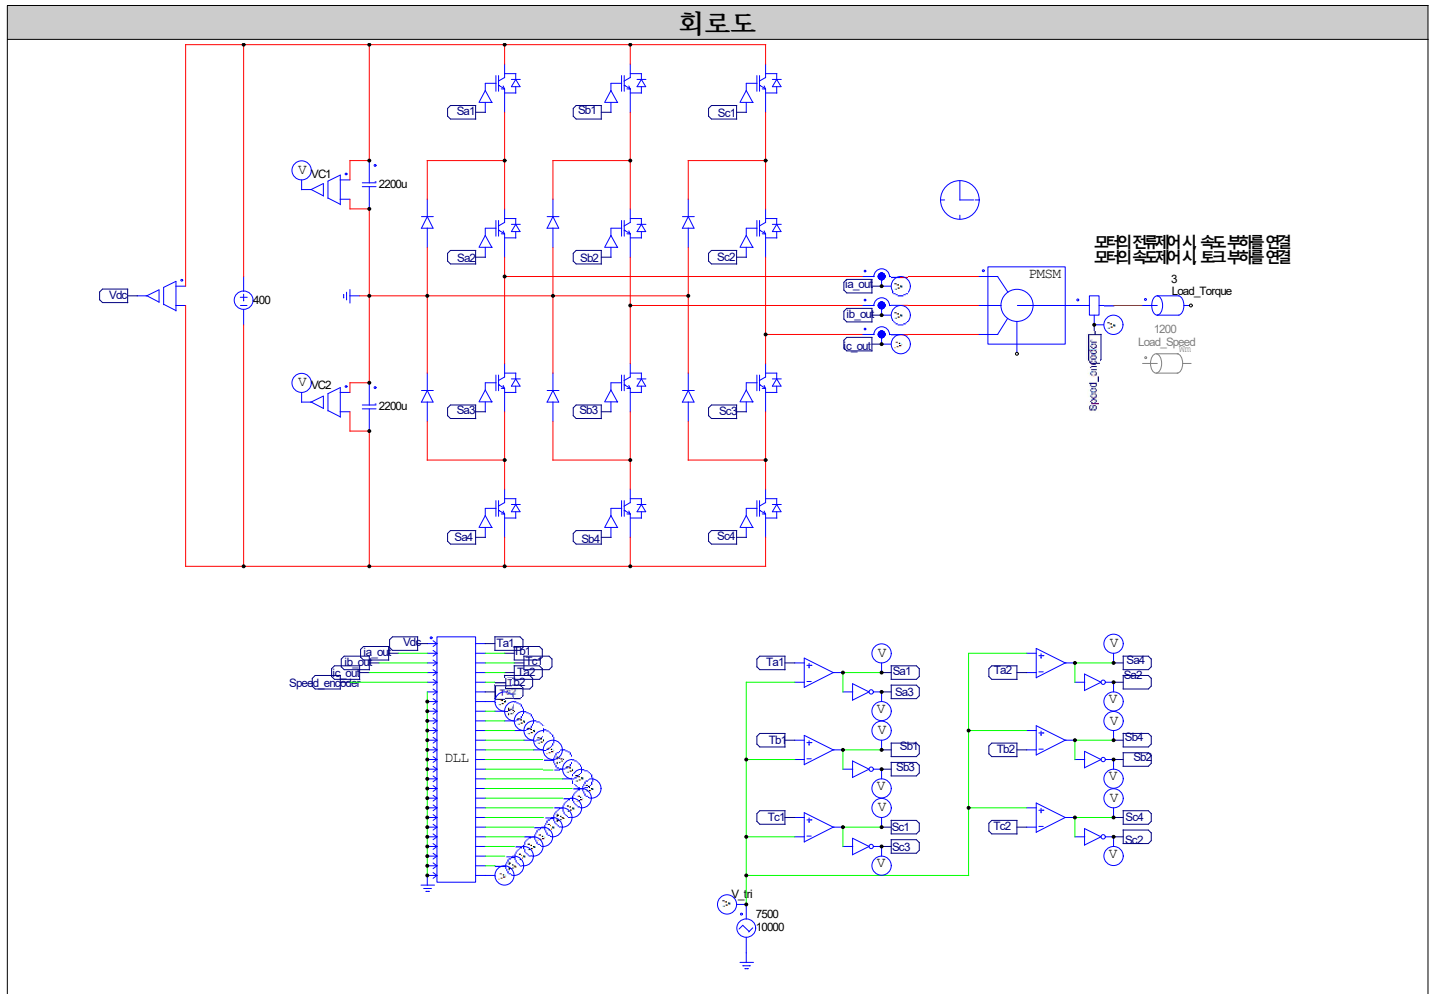 회로도
Sa1
Sb1
Sc1
V
VC1
2200u
Sa2
Sb2
Sc2
모터의 전류제어 시, 속도 부하를 연결
모터의 속도제어 시, 토크 부하를 연결
Vdc
400
ia_out
ib_out
ic_out
PMSM
3
Load_Torque
1200
Load_Speed
Speed_encoder
V
VC2
2200u
Sa3
Sb3
Sc3
Sa4
Sb4
Sc4
Vdc
ia_out
ib_out
ic_out
Speed_encoder
DLL
Ta1
Tb1
Tc1
Ta2
Tb2
Ta1
V
Sa1
Sa3
V
Tb1
V
Sb1
Sb3
V
Tc1
V
Sc1
Sc3
V
Ta2
V
Sa4
Sa2
V
Tb2
V
Sb4
Sb2
V
Tc2
V
Sc4
Sc2
V
V_tri
7500
10000